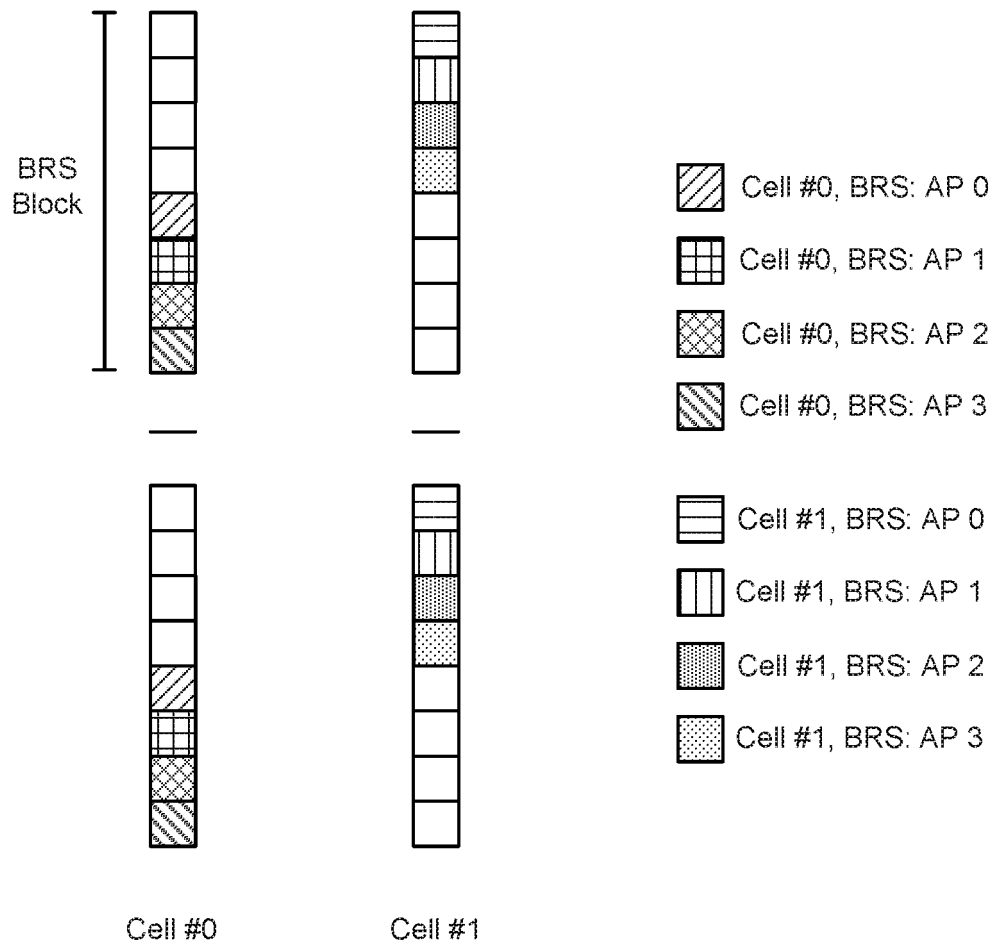 BRS
Block
Cell #0, BRS: AP 0
Cell #0, BRS: AP 1
Cell #0, BRS: AP 2
Cell #0, BRS: AP 3
Cell #1, BRS: AP 0
Cell #1, BRS: AP 1
Cell #1, BRS: AP 2
Cell #1, BRS: AP 3
Cell #0
Cell #1